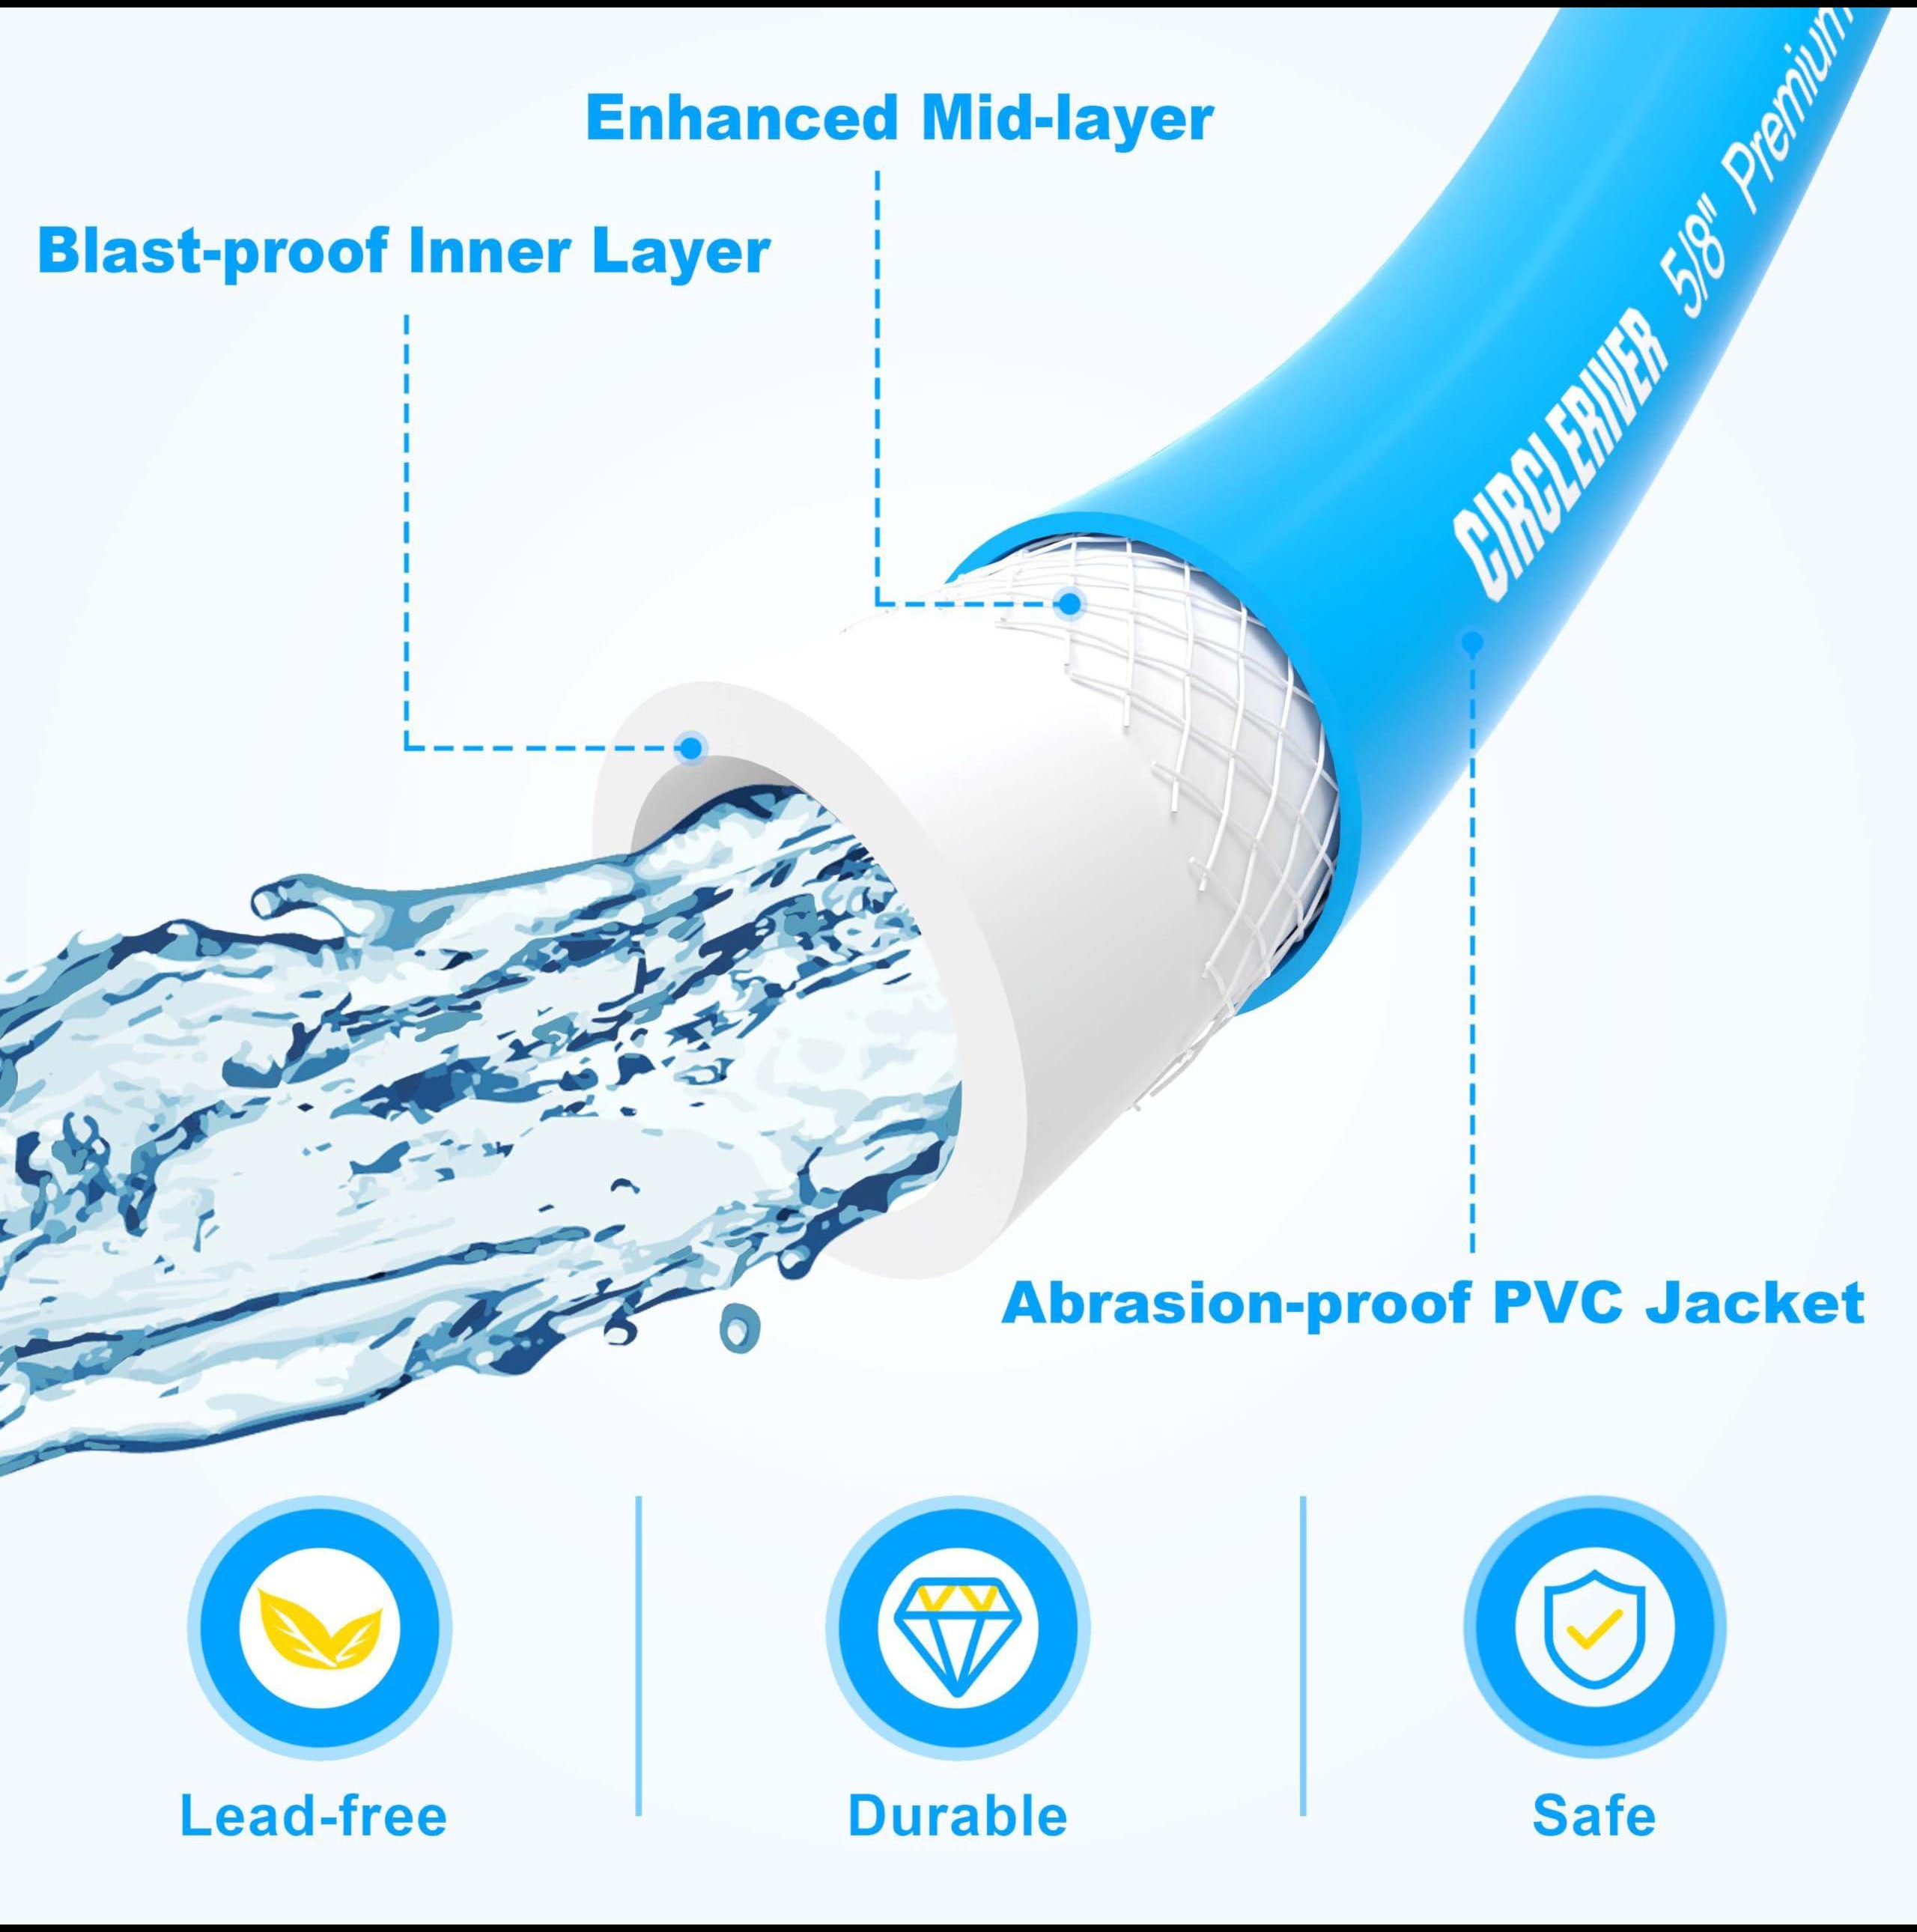 Enhanced Mid-layer
Blast-proof Inner Layer
CIRCLERIVER 5/8" Premium
Abrasion-proof PVC Jacket
Lead-free
Durable
Safe